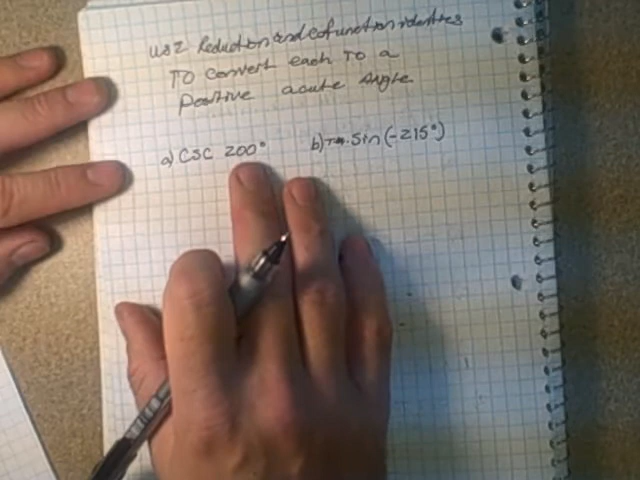 use Reduction and cofunction identities
TO convert each TO a
Positive acute Angle
a) CSC 200° b) Sin(-215°)